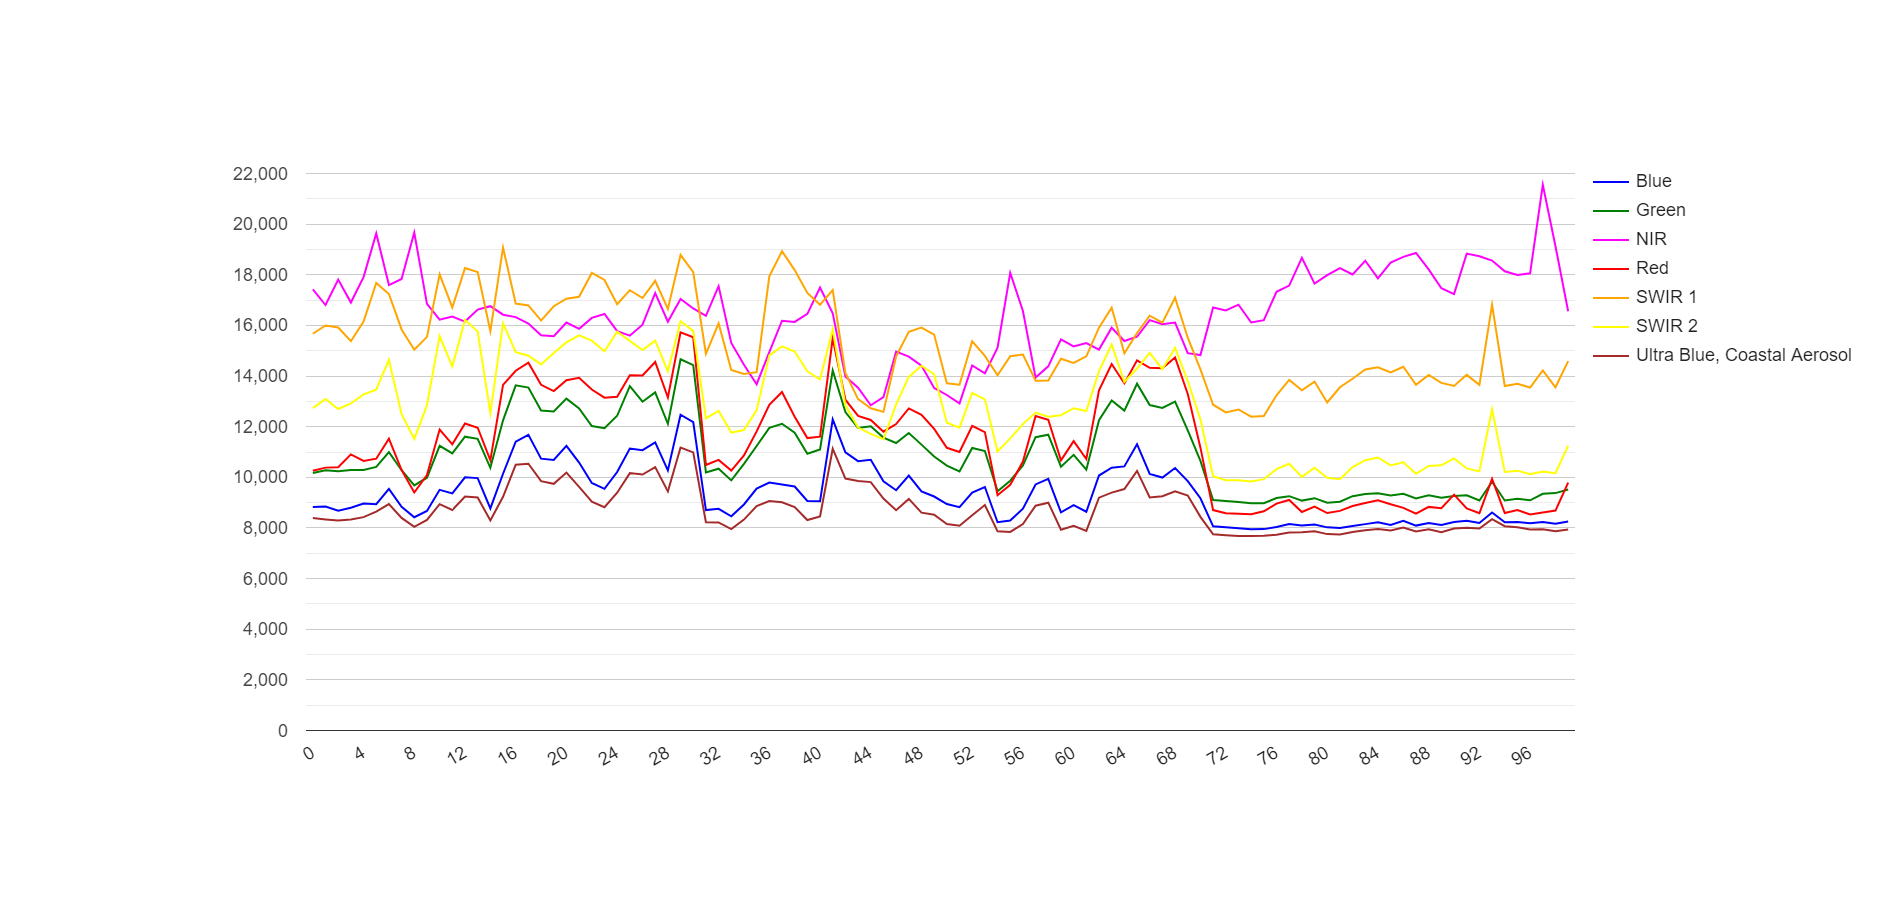 22,000
20,000
18,000
16,000
14,000
12,000
10,000
8,000
6,000
4,000
2,000
0
0 4 8 12 16 20 24 28 32 36 40 44 48 52 56 60 64 68 72 76 80 84 88 92 96
Blue
Green
NIR
Red
SWIR 1
SWIR 2
Ultra Blue, Coastal Aerosol